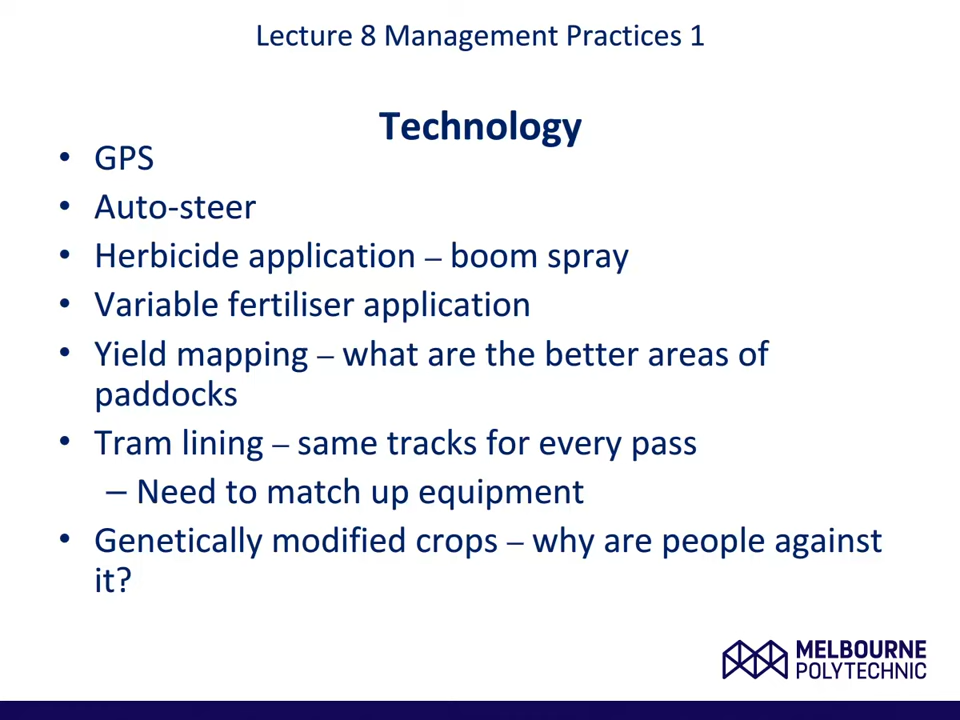 Lecture 8 Management Practices 1
Technology
• GPS
• Auto-steer
• Herbicide application – boom spray
• Variable fertiliser application
• Yield mapping – what are the better areas of
paddocks
• Tram lining – same tracks for every pass
– Need to match up equipment
• Genetically modified crops – why are people against
it?
MELBOURNE
POLYTECHNIC